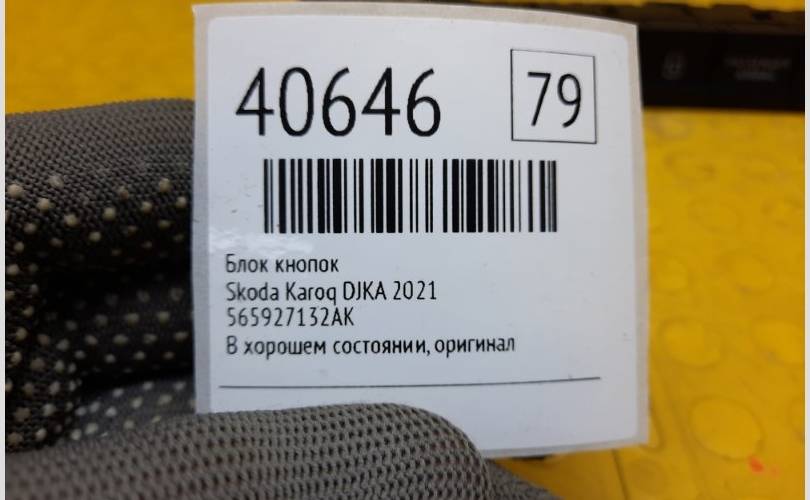 40646
79
Блок кнопок
Skoda Karoq DJKA 2021
565927132AK
В хорошем состоянии, оригинал